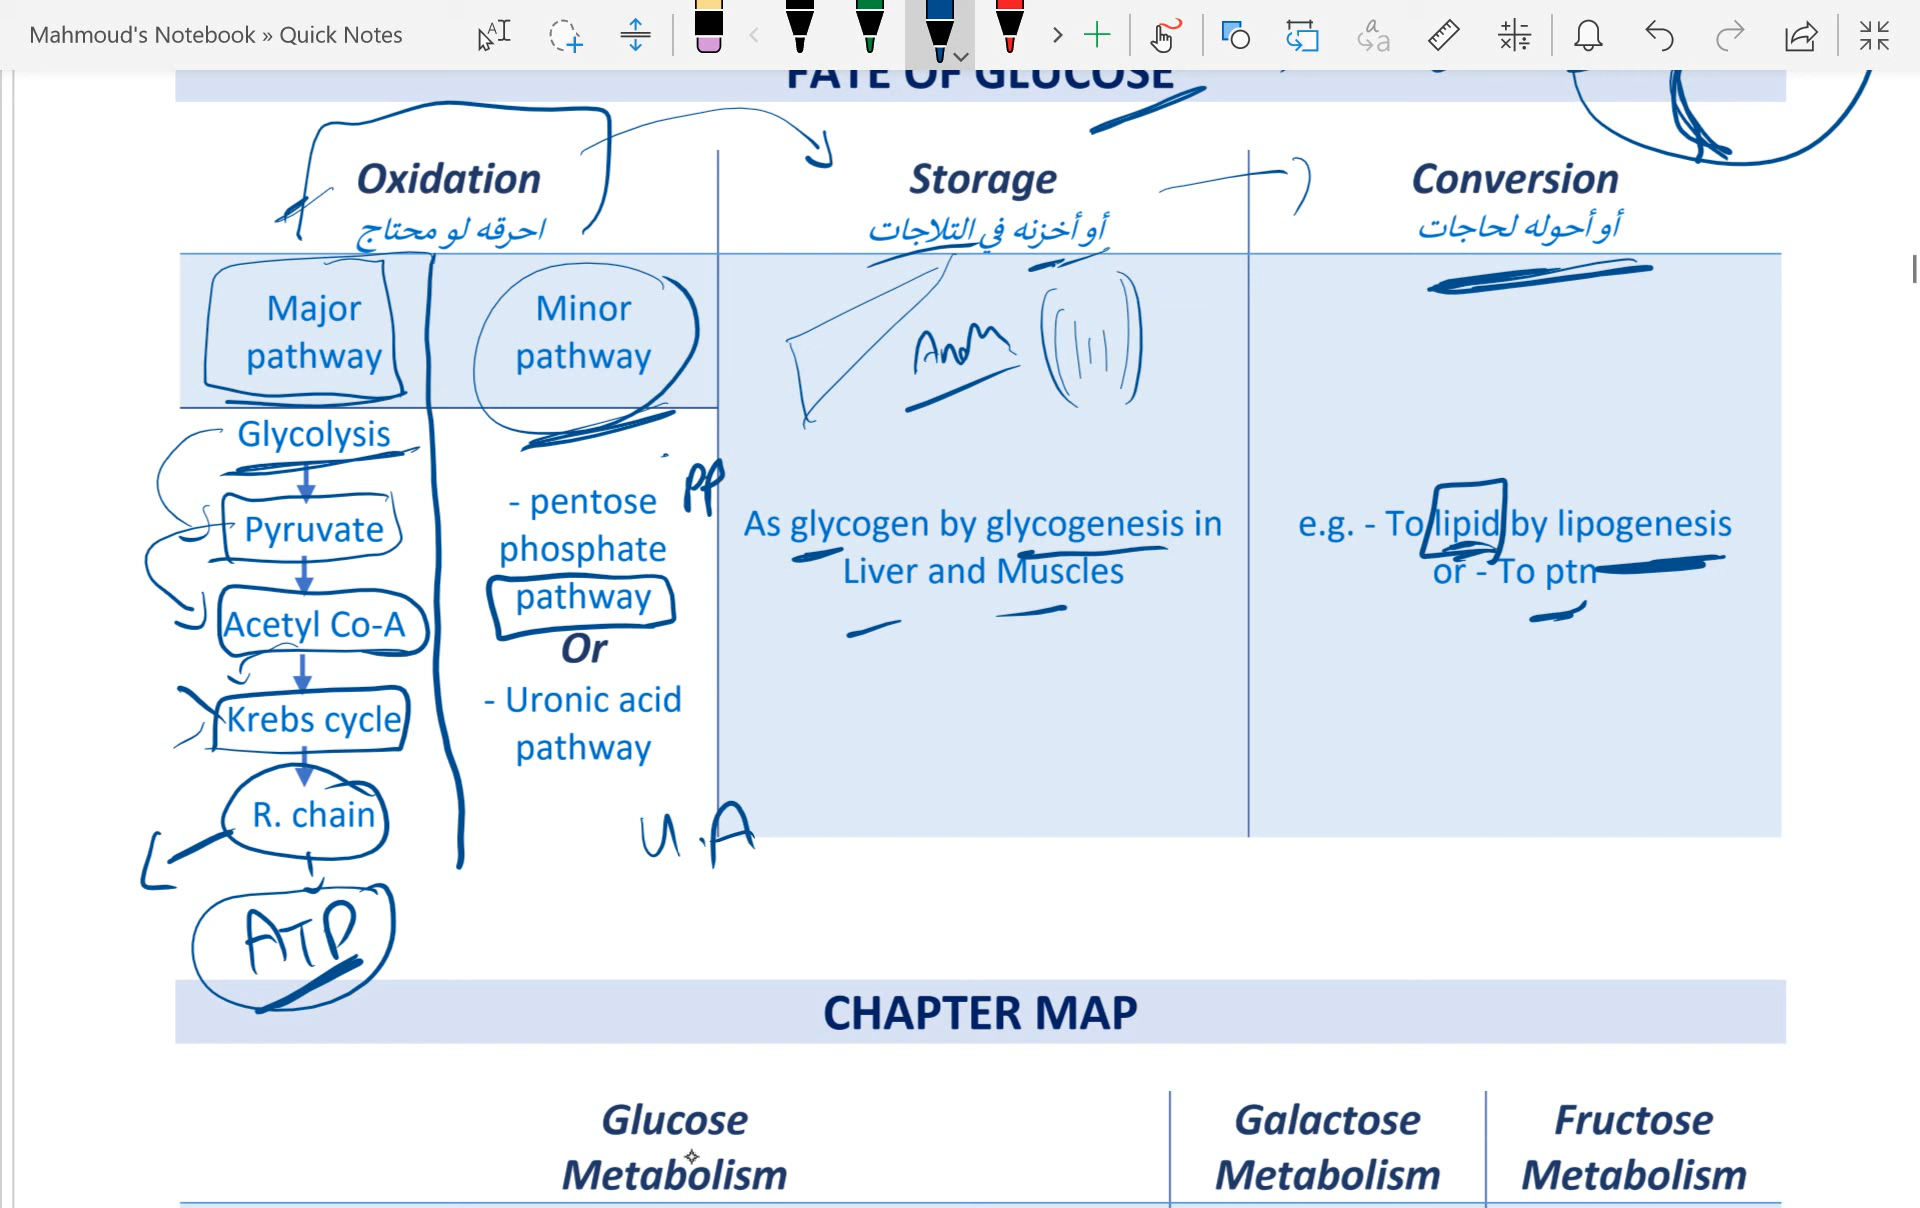 Mahmoud's Notebook » Quick Notes
FATE OF GLUCOSE
Oxidation
احرقه لو محتاج
Storage
أو أخزنه في التلاجات
Conversion
أو أحوله لحاجات
Major
pathway
Minor
pathway
Glycolysis
Pyruvate
Acetyl Co-A
Krebs cycle
R. chain
ATP
- pentose
PP
phosphate
pathway
Or
- Uronic acid
pathway
U.A
As glycogen by glycogenesis in
Liver and Muscles
e.g. - To lipid by lipogenesis
or - To ptn
CHAPTER MAP
Glucose
Metabolism
Galactose
Metabolism
Fructose
Metabolism